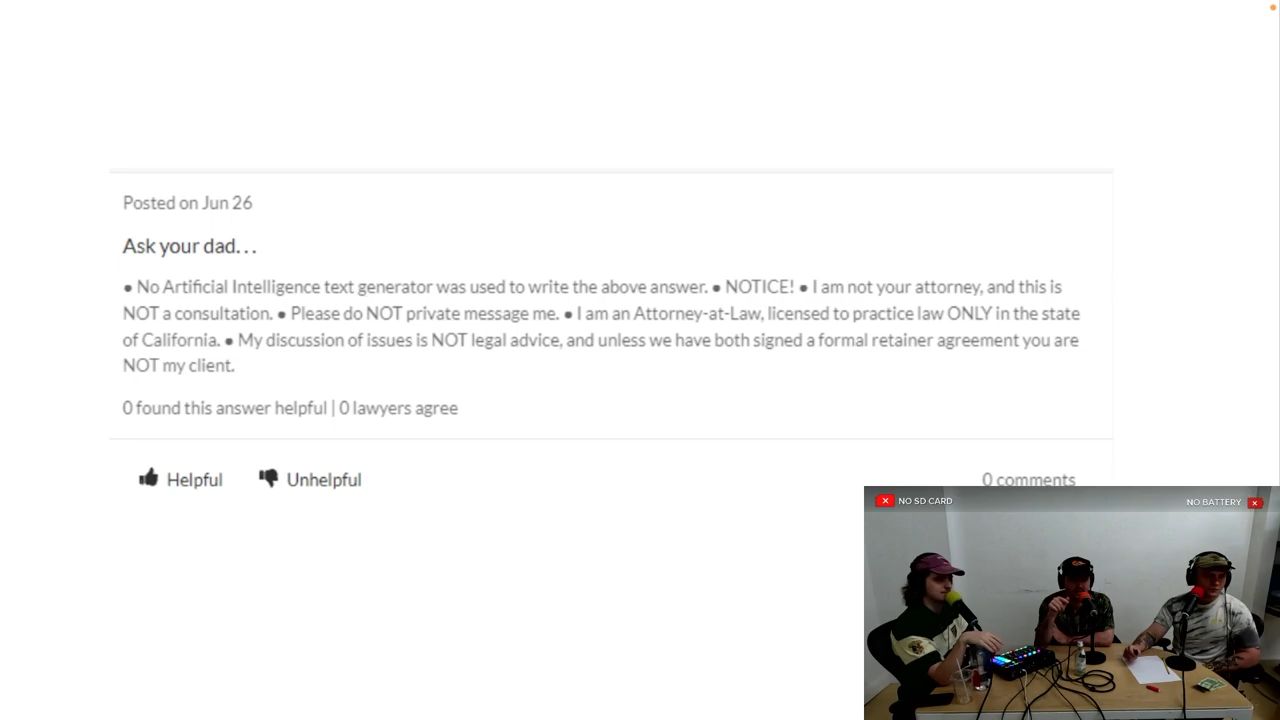 Posted on Jun 26
Ask your dad...
● No Artificial Intelligence text generator was used to write the above answer. ● NOTICE! ● I am not your attorney, and this is
NOT a consultation. ● Please do NOT private message me. ● I am an Attorney-at-Law, licensed to practice law ONLY in the state
of California. ● My discussion of issues is NOT legal advice, and unless we have both signed a formal retainer agreement you are
NOT my client.
0 found this answer helpful | 0 lawyers agree
Helpful Unhelpful 0 comments
NO SD CARD NO BATTERY